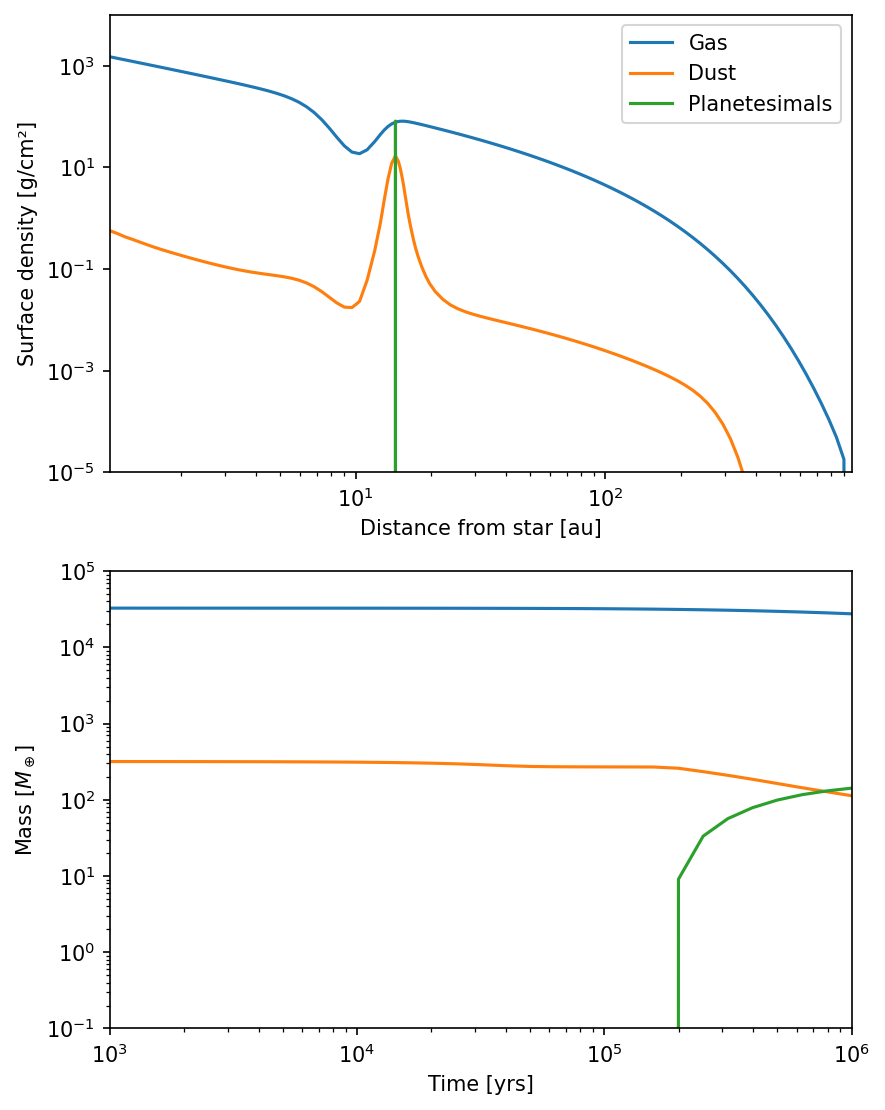 Gas
Dust
Planetesimals
Surface density [g/cm²]
10³
10¹
10⁻¹
10⁻³
10⁻⁵
10¹ 10²
Distance from star [au]
Mass [M⊕]
10⁵
10⁴
10³
10²
10¹
10⁰
10⁻¹
10³ 10⁴ 10⁵ 10⁶
Time [yrs]